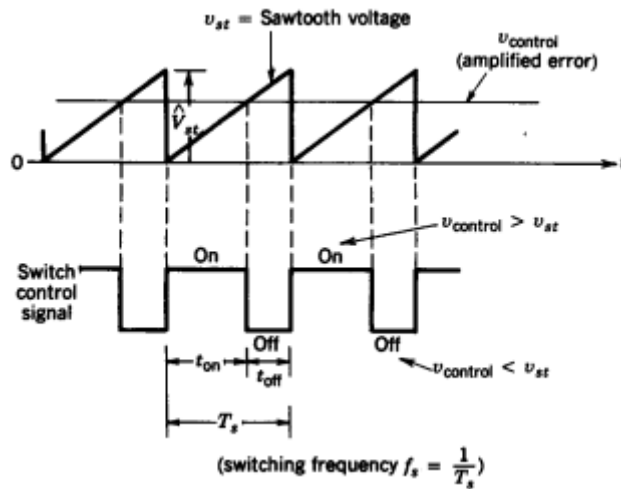 v_st = Sawtooth voltage
v_control
(amplified error)
V̂_st
0
t
v_control > v_st
On
On
Switch
control
signal
Off
Off
t_on
t_off
v_control < v_st
T_s
(switching frequency f_s = 1/T_s)